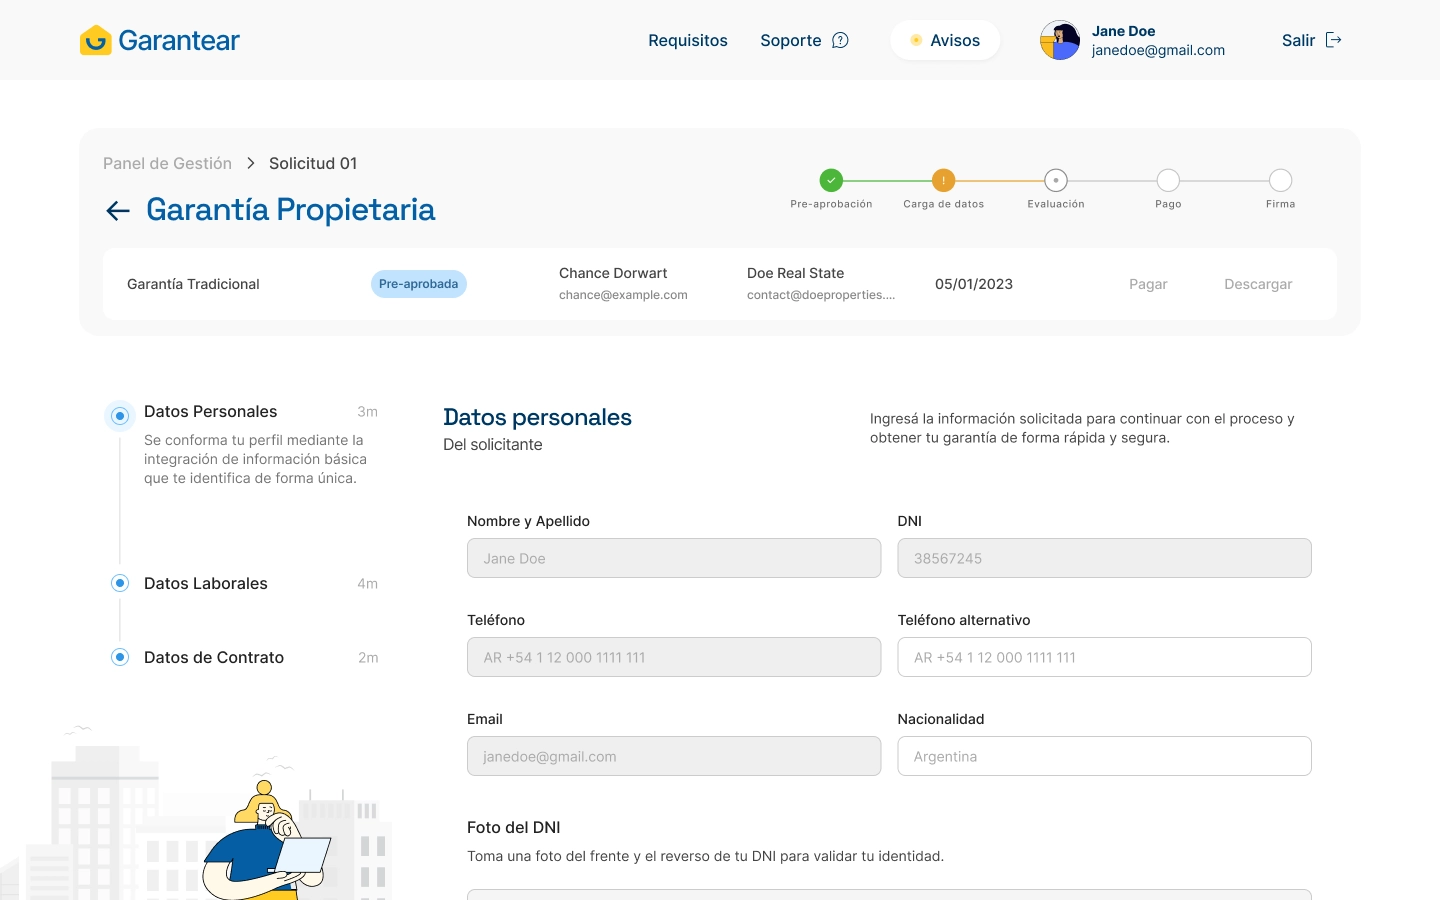 Garantear
Requisitos
Soporte
Avisos
Jane Doe
janedoe@gmail.com
Salir
Panel de Gestión > Solicitud 01
Garantía Propietaria
Pre-aprobación
Carga de datos
Evaluación
Pago
Firma
Garantía Tradicional
Pre-aprobada
Chance Dorwart
chance@example.com
Doe Real State
contact@doeproperties....
05/01/2023
Pagar
Descargar
Datos Personales
3m
Se conforma tu perfil mediante la
integración de información básica
que te identifica de forma única.
Datos Laborales
4m
Datos de Contrato
2m
Datos personales
Del solicitante
Ingresá la información solicitada para continuar con el proceso y
obtener tu garantía de forma rápida y segura.
Nombre y Apellido
Jane Doe
DNI
38567245
Teléfono
AR +54 1 12 000 1111 111
Teléfono alternativo
AR +54 1 12 000 1111 111
Email
janedoe@gmail.com
Nacionalidad
Argentina
Foto del DNI
Toma una foto del frente y el reverso de tu DNI para validar tu identidad.